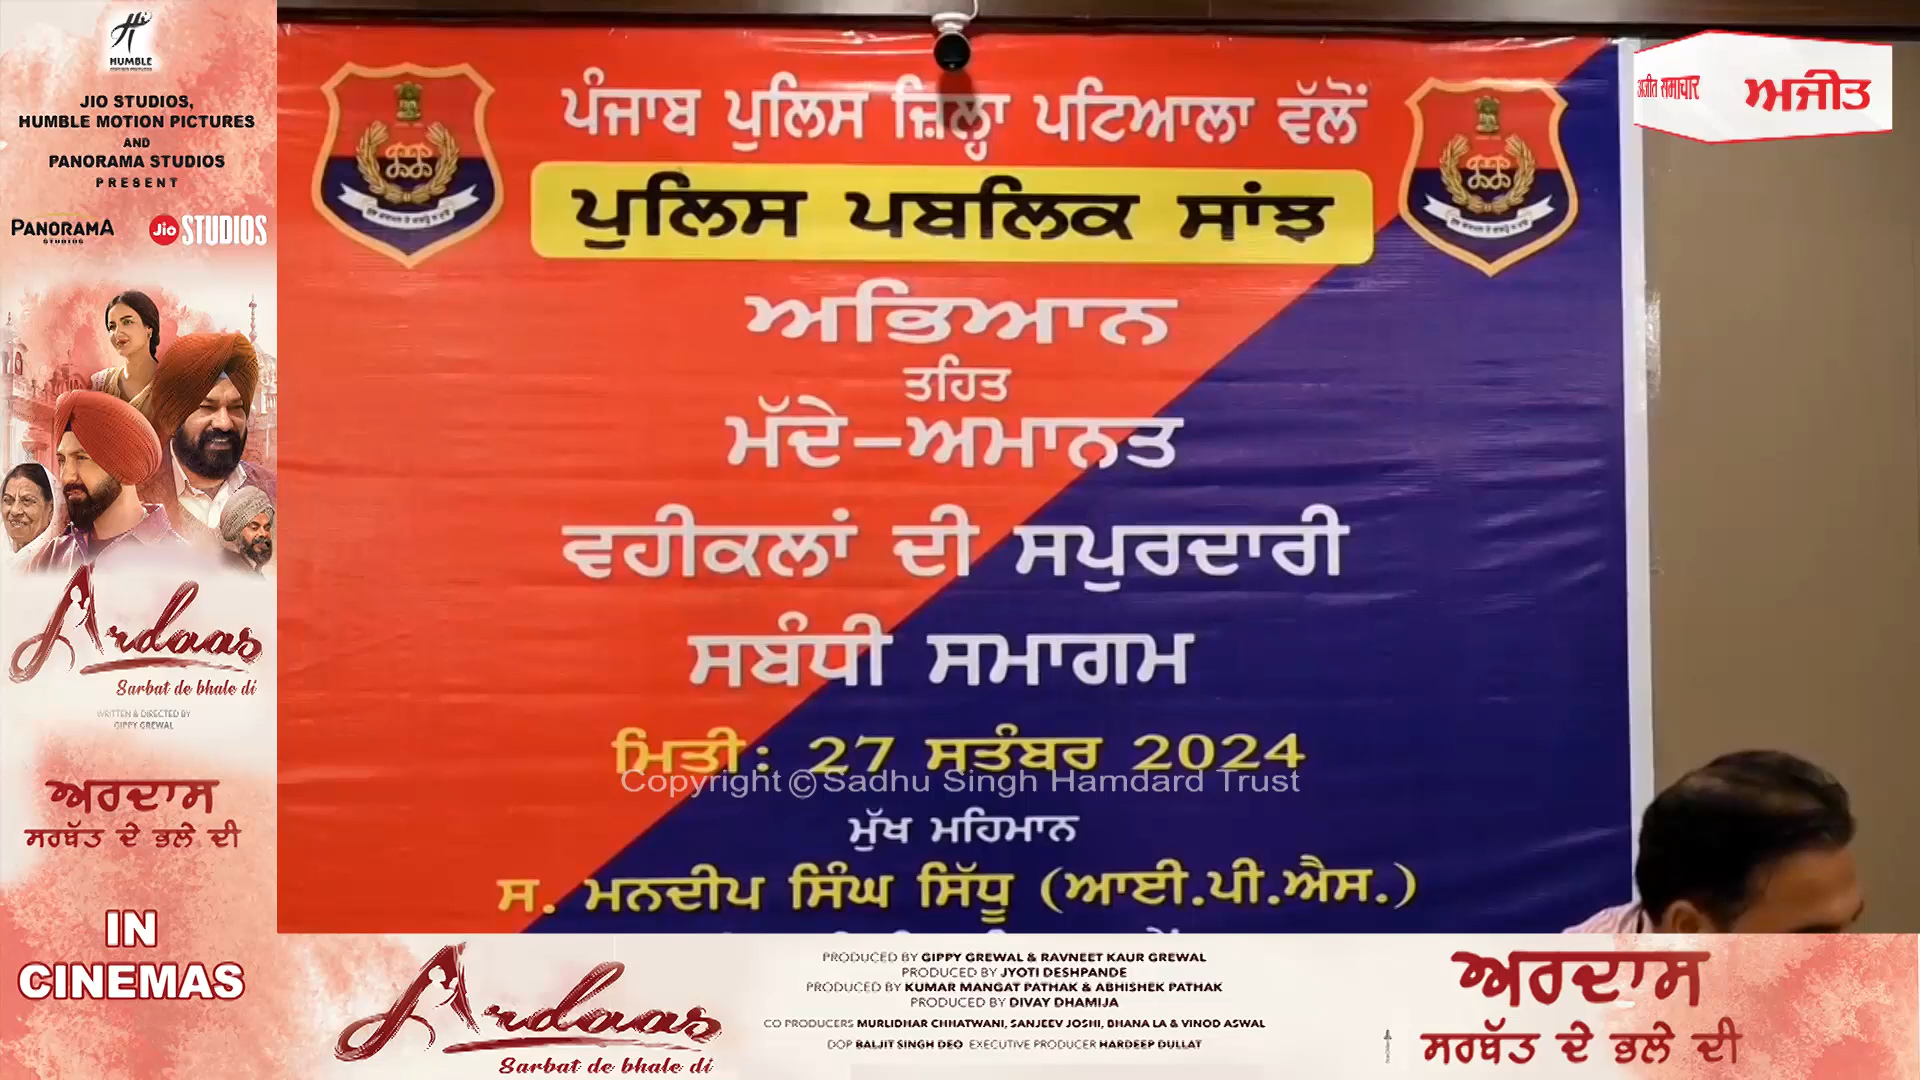 HUMBLE
JIO STUDIOS,
HUMBLE MOTION PICTURES
AND
PANORAMA STUDIOS
PRESENT
PANORAMA
STUDIOS
Jio STUDIOS
Ardaas
Sarbat de bhale di
WRITTEN & DIRECTED BY
GIPPY GREWAL
ਅਰਦਾਸ
ਸਰਬੱਤ ਦੇ ਭਲੇ ਦੀ
IN
CINEMAS
ਪੰਜਾਬ ਪੁਲਿਸ ਜ਼ਿਲ੍ਹਾ ਪਟਿਆਲਾ ਵੱਲੋਂ
ਪੁਲਿਸ ਪਬਲਿਕ ਸਾਂਝ
ਅਭਿਆਨ
ਤਹਿਤ
ਮੱਦੇ-ਅਮਾਨਤ
ਵਹੀਕਲਾਂ ਦੀ ਸਪੁਰਦਾਰੀ
ਸਬੰਧੀ ਸਮਾਗਮ
ਮਿਤੀ: 27 ਸਤੰਬਰ 2024
Copyright © Sadhu Singh Hamdard Trust
ਮੁੱਖ ਮਹਿਮਾਨ
ਸ. ਮਨਦੀਪ ਸਿੰਘ ਸਿੱਧੂ (ਆਈ.ਪੀ.ਐਸ.)
अजीत समाचार
ਅਜੀਤ
Ardaas
Sarbat de bhale di
PRODUCED BY GIPPY GREWAL & RAVNEET KAUR GREWAL
PRODUCED BY JYOTI DESHPANDE
PRODUCED BY KUMAR MANGAT PATHAK & ABHISHEK PATHAK
PRODUCED BY DIVAY DHAMIJA
CO PRODUCERS MURLIDHAR CHHATWANI, SANJEEV JOSHI, BHANA LA & VINOD ASWAL
DOP BALJIT SINGH DEO EXECUTIVE PRODUCER HARDEEP DULLAT
ਅਰਦਾਸ
ਸਰਬੱਤ ਦੇ ਭਲੇ ਦੀ